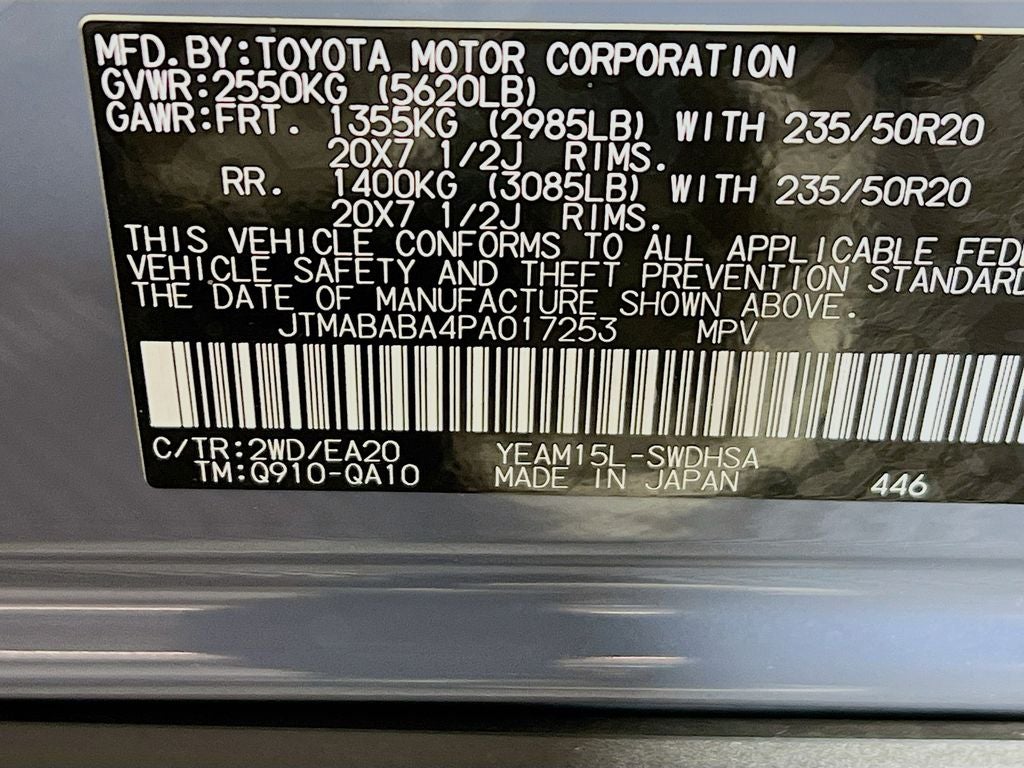 MFD.BY:TOYOTA MOTOR CORPORATION
GVWR:2550KG (5620LB)
GAWR:FRT. 1355KG (2985LB) WITH 235/50R20
20X7 1/2J RIMS.
RR. 1400KG (3085LB) WITH 235/50R20
20X7 1/2J RIMS.
THIS VEHICLE CONFORMS TO ALL APPLICABLE FEDE
VEHICLE SAFETY AND THEFT PREVENTION STANDARD
THE DATE OF MANUFACTURE SHOWN ABOVE.
JTMABABA4PA017253 MPV
C/TR:2WD/EA20 YEAM15L-SWDHSA
TM:Q910-QA10 MADE IN JAPAN 446